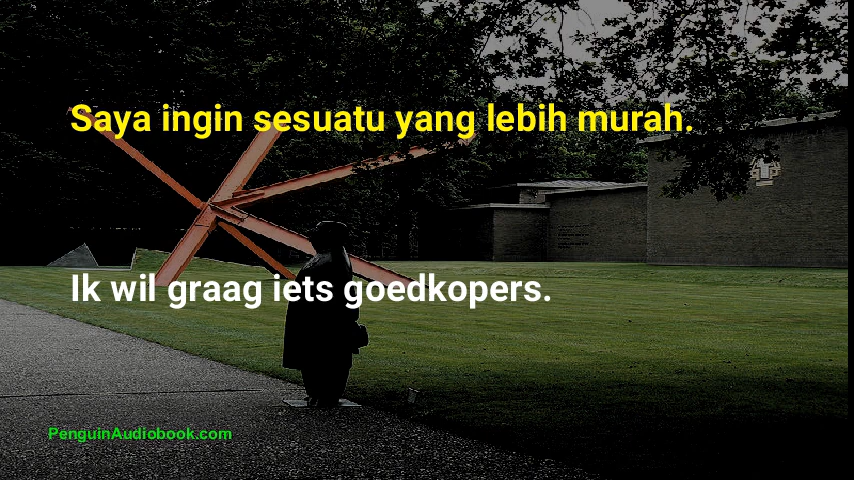 Saya ingin sesuatu yang lebih murah.
Ik wil graag iets goedkopers.
PenguinAudiobook.com